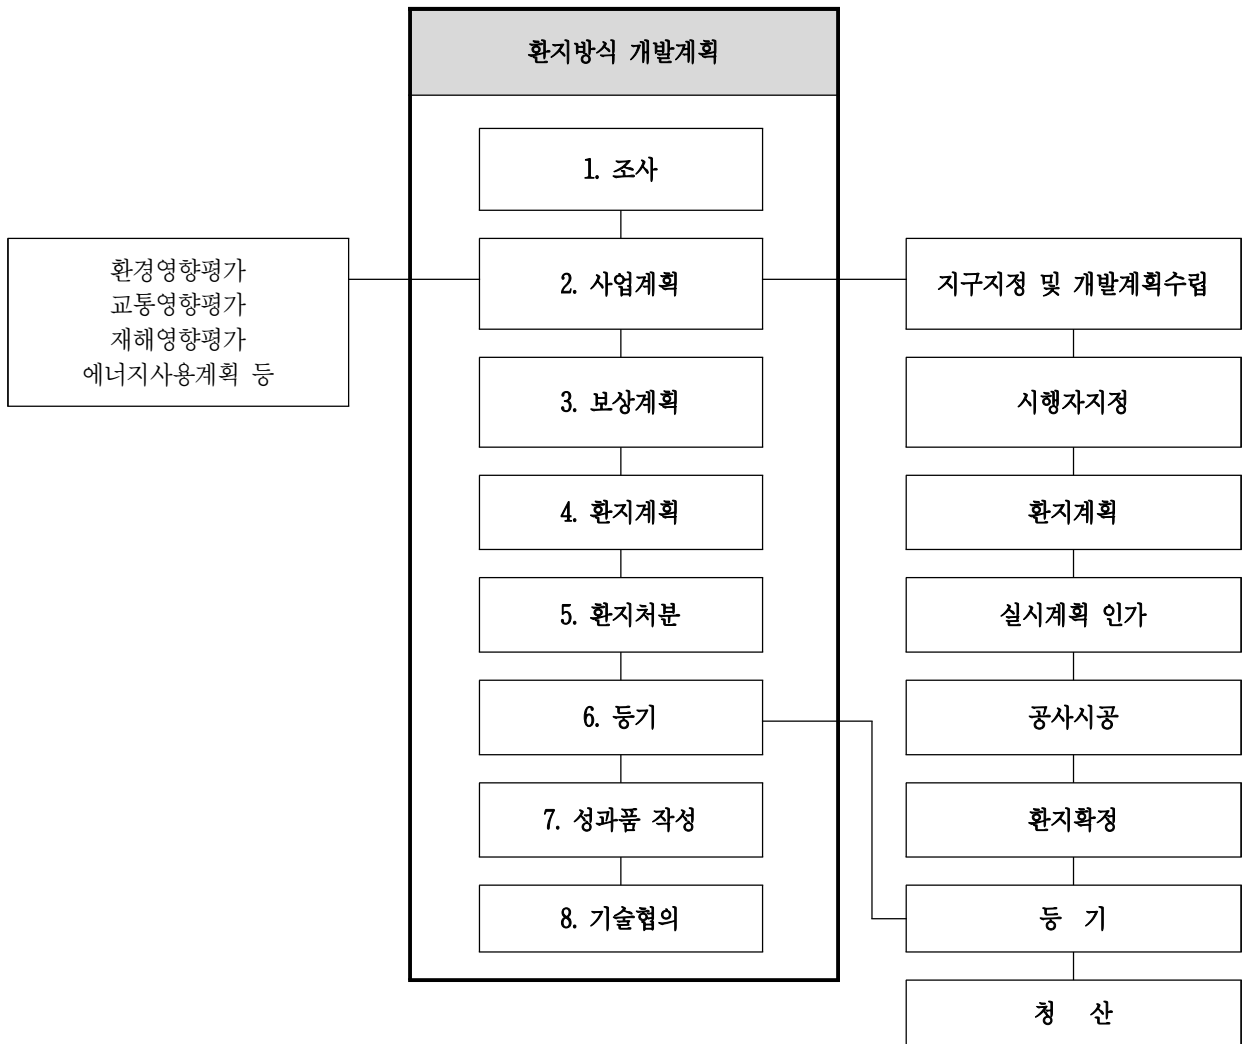 환지방식 개발계획
1. 조사
2. 사업계획
3. 보상계획
4. 환지계획
5. 환지처분
6. 등기
7. 성과품 작성
8. 기술협의
환경영향평가
교통영향평가
재해영향평가
에너지사용계획 등
지구지정 및 개발계획수립
시행자지정
환지계획
실시계획 인가
공사시공
환지확정
등 기
청 산